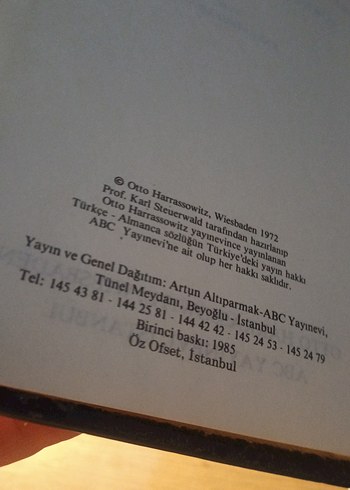 © Otto Harrassowitz, Wiesbaden 1972
Prof. Karl Steuerwald tarafından hazırlanıp
Otto Harrassowitz yayınevince yayınlanan
Türkçe - Almanca sözlüğün Türkiye'deki yayın hakkı
ABC Yayınevi'ne ait olup her hakkı saklıdır.
Yayın ve Genel Dağıtım: Artun Altıparmak-ABC Yayınevi,
Tünel Meydanı, Beyoğlu - İstanbul
Tel: 145 43 81 - 144 25 81 - 144 42 42 - 145 24 53 - 145 24 79
Birinci baskı: 1985
Öz Ofset, İstanbul